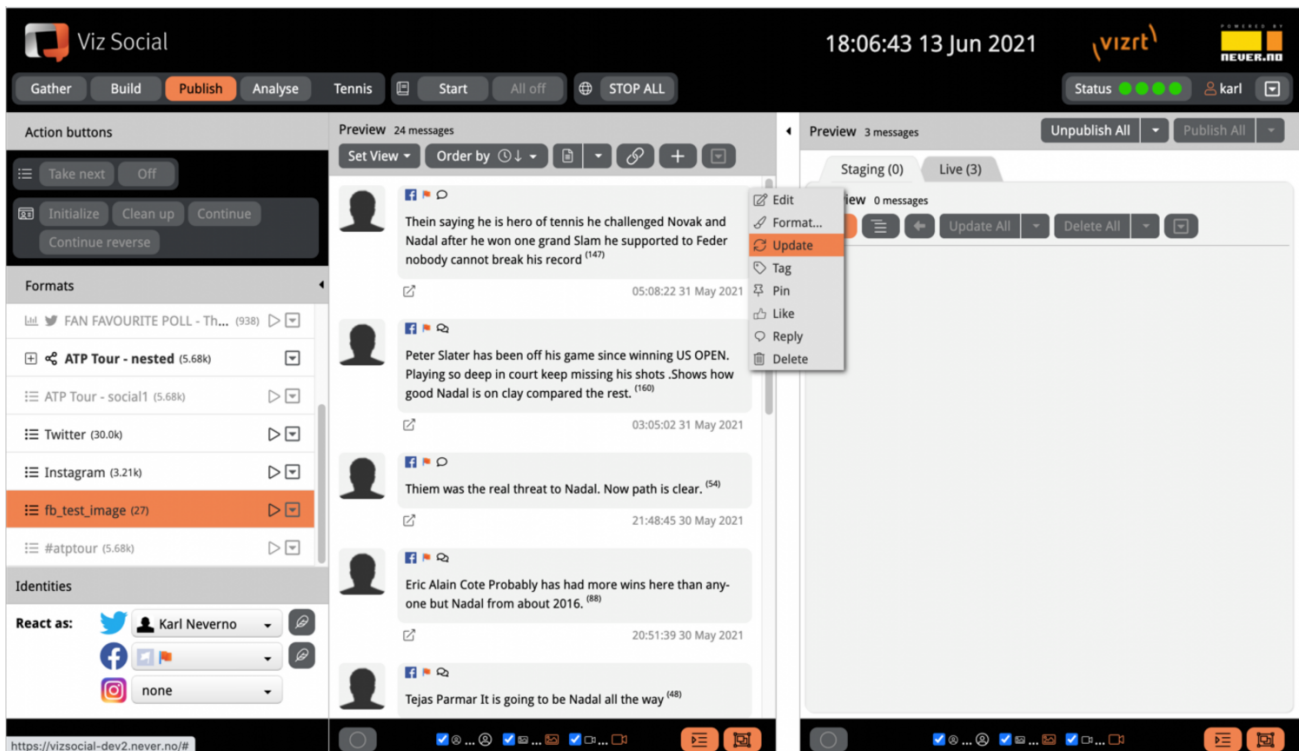 Viz Social
18:06:43 13 Jun 2021
vizrt
POWERED BY
NEVER.NO
Gather Build Publish Analyse Tennis Start All off STOP ALL
Status karl
Action buttons
Take next Off
Initialize Clean up Continue
Continue reverse
Formats
FAN FAVOURITE POLL - Th... (938)
ATP Tour - nested (5.68k)
ATP Tour - social1 (5.68k)
Twitter (30.0k)
Instagram (3.21k)
fb_test_image (27)
#atptour (5.68k)
Identities
React as: Karl Neverno
none
https://vizsocial-dev2.never.no/#
Preview 24 messages
Set View Order by
Thein saying he is hero of tennis he challenged Novak and
Nadal after he won one grand Slam he supported to Feder
nobody cannot break his record (147)
05:08:22 31 May 2021
Peter Slater has been off his game since winning US OPEN.
Playing so deep in court keep missing his shots .Shows how
good Nadal is on clay compared the rest. (160)
03:05:02 31 May 2021
Thiem was the real threat to Nadal. Now path is clear. (54)
21:48:45 30 May 2021
Eric Alain Cote Probably has had more wins here than any-
one but Nadal from about 2016. (88)
20:51:39 30 May 2021
Tejas Parmar It is going to be Nadal all the way (48)
Edit
Format...
Update
Tag
Pin
Like
Reply
Delete
Preview 3 messages
Unpublish All Publish All
Staging (0) Live (3)
iew 0 messages
Update All Delete All